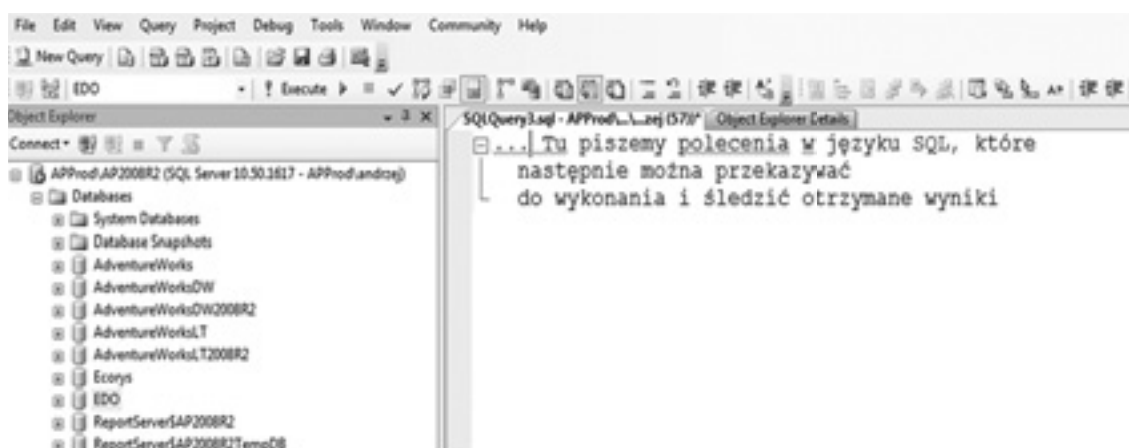 File Edit View Query Project Debug Tools Window Community Help
New Query
EDO Execute
Object Explorer
SQLQuery3.sql - APProd\...\...zej (57))* Object Explorer Details
Connect
APProd\AP2008R2 (SQL Server 10.50.1617 - APProd\andrzej)
Databases
System Databases
Database Snapshots
AdventureWorks
AdventureWorksDW
AdventureWorksDW2008R2
AdventureWorksLT
AdventureWorksLT2008R2
Ecorys
EDO
ReportServer$AP2008R2
ReportServer$AP2008R2TempDB
... Tu piszemy polecenia w języku SQL, które
następnie można przekazywać
do wykonania i śledzić otrzymane wyniki